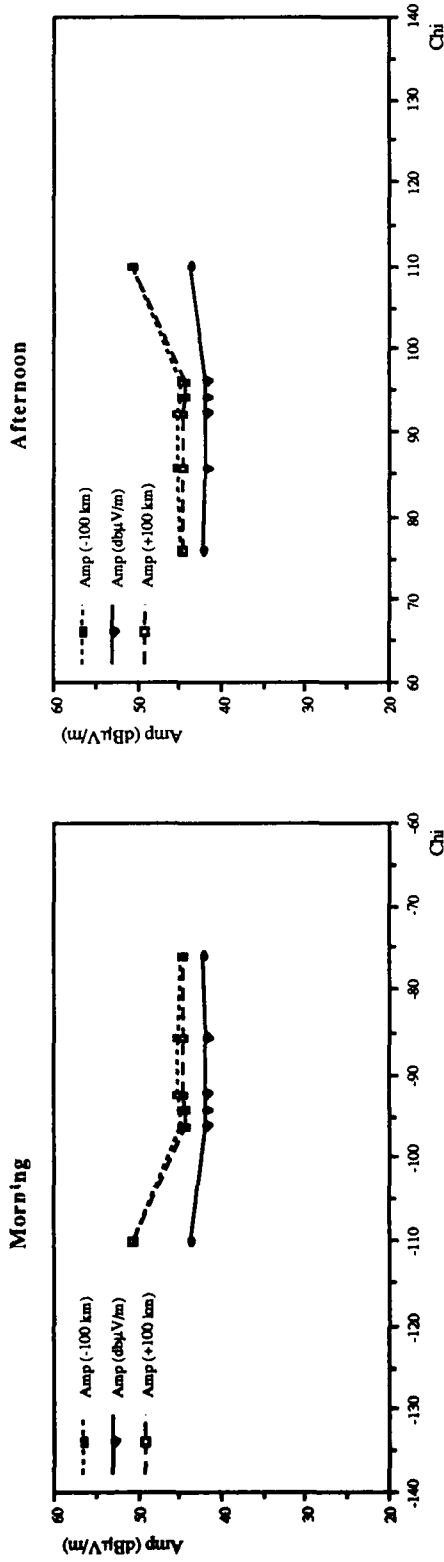 Morning
Amp (dBµV/m)
60
50
40
30
20
Amp (-100 km)
Amp (dbµV/m)
Amp (+100 km)
-140
-130
-120
-110
-100
-90
-80
-70
-60
Chi
Afternoon
Amp (dBµV/m)
60
50
40
30
20
Amp (-100 km)
Amp (dbµV/m)
Amp (+100 km)
60
70
80
90
100
110
120
130
140
Chi